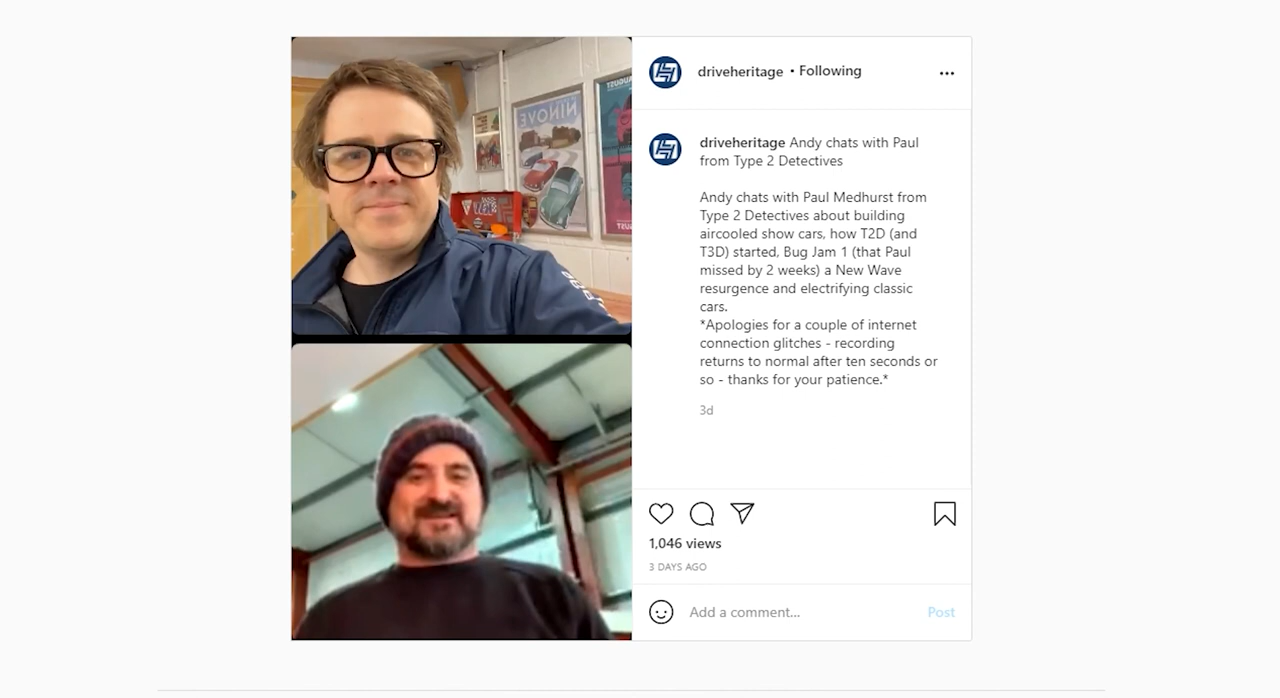 NINOVE
AUGUST
driveheritage • Following
driveheritage Andy chats with Paul
from Type 2 Detectives
Andy chats with Paul Medhurst from
Type 2 Detectives about building
aircooled show cars, how T2D (and
T3D) started, Bug Jam 1 (that Paul
missed by 2 weeks) a New Wave
resurgence and electrifying classic
cars.
*Apologies for a couple of internet
connection glitches - recording
returns to normal after ten seconds or
so - thanks for your patience.*
3d
1,046 views
3 DAYS AGO
Add a comment...
Post